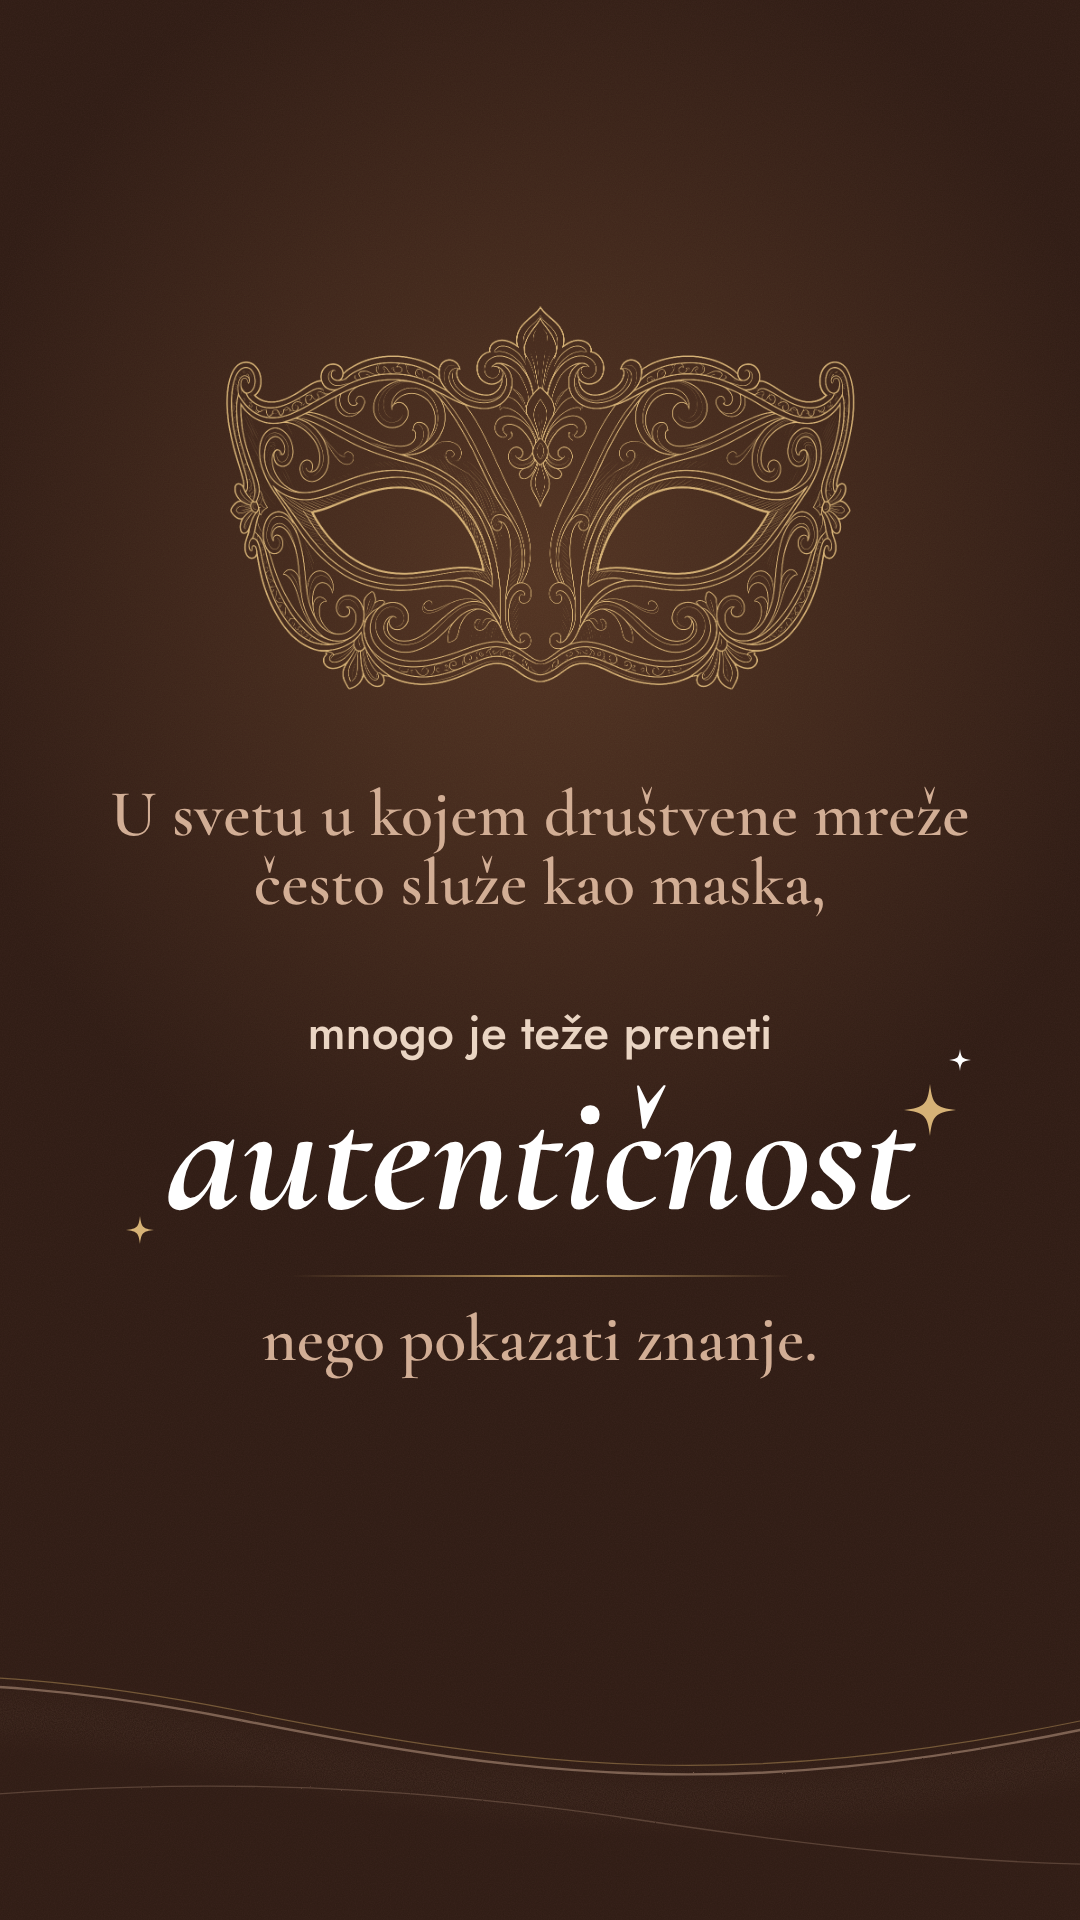 U svetu u kojem društvene mreže
često služe kao maska,
mnogo je teže preneti
autentičnost
nego pokazati znanje.